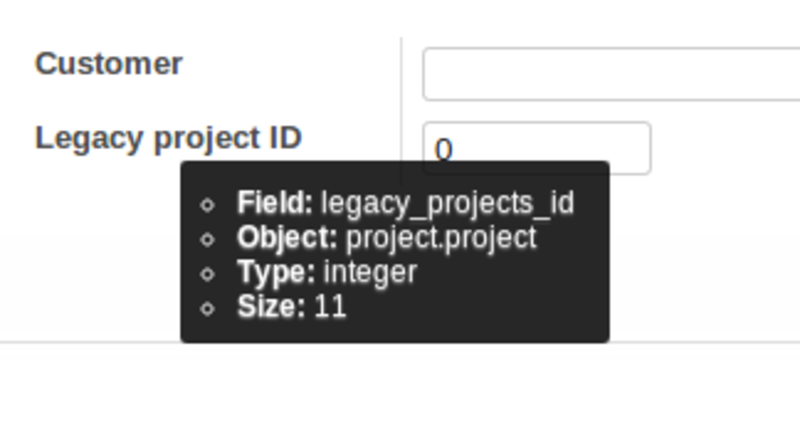 Customer
Legacy project ID
0
Field: legacy_projects_id
Object: project.project
Type: integer
Size: 11